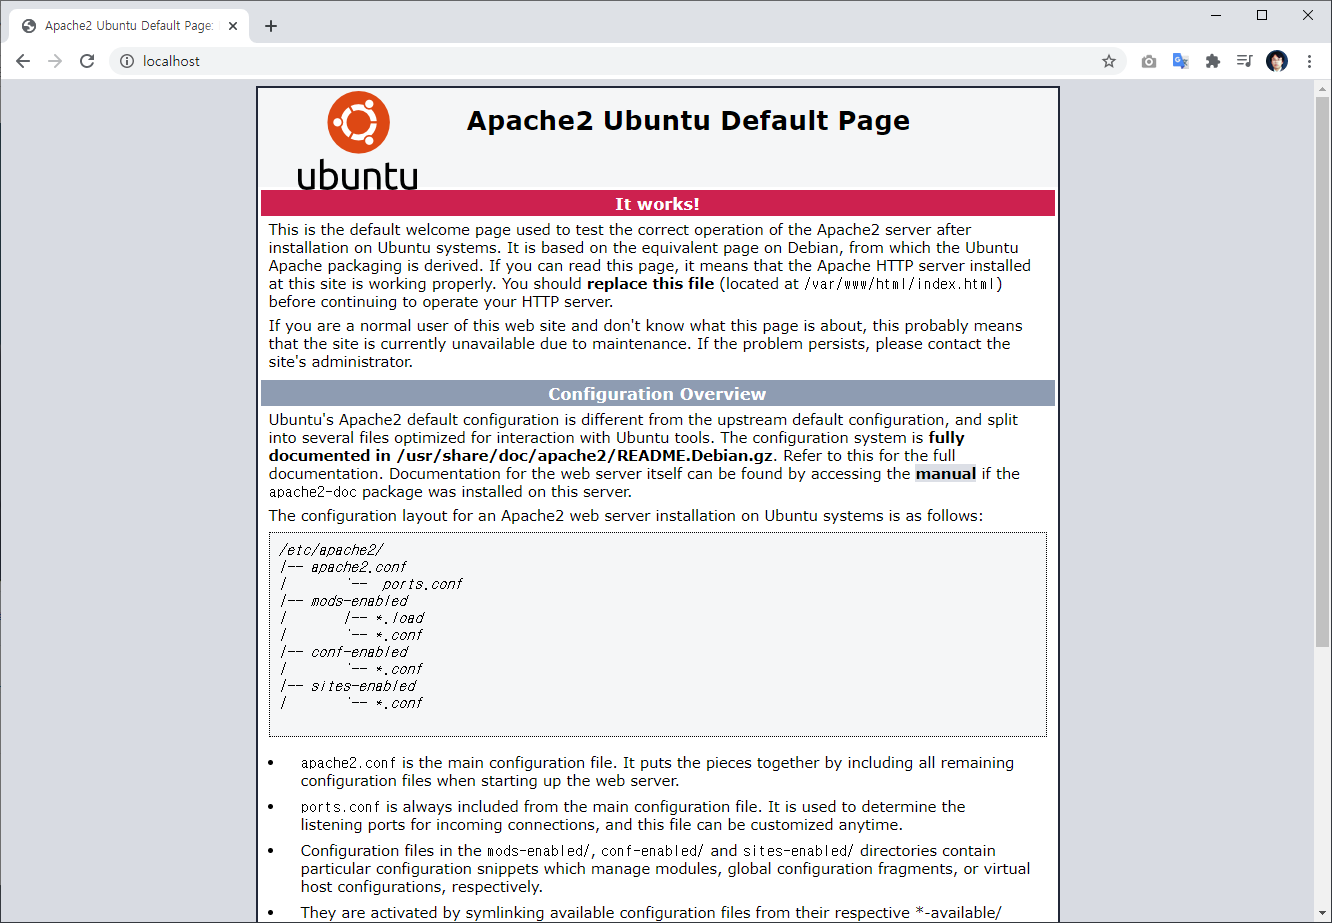 Apache2 Ubuntu Default Page:
localhost
ubuntu
Apache2 Ubuntu Default Page
It works!
This is the default welcome page used to test the correct operation of the Apache2 server after
installation on Ubuntu systems. It is based on the equivalent page on Debian, from which the Ubuntu
Apache packaging is derived. If you can read this page, it means that the Apache HTTP server installed
at this site is working properly. You should replace this file (located at /var/www/html/index.html)
before continuing to operate your HTTP server.
If you are a normal user of this web site and don't know what this page is about, this probably means
that the site is currently unavailable due to maintenance. If the problem persists, please contact the
site's administrator.
Configuration Overview
Ubuntu's Apache2 default configuration is different from the upstream default configuration, and split
into several files optimized for interaction with Ubuntu tools. The configuration system is fully
documented in /usr/share/doc/apache2/README.Debian.gz. Refer to this for the full
documentation. Documentation for the web server itself can be found by accessing the manual if the
apache2-doc package was installed on this server.
The configuration layout for an Apache2 web server installation on Ubuntu systems is as follows:
/etc/apache2/
|-- apache2.conf
|       `--  ports.conf
|-- mods-enabled
|       |-- *.load
|       `-- *.conf
|-- conf-enabled
|       `-- *.conf
|-- sites-enabled
|       `-- *.conf
• apache2.conf is the main configuration file. It puts the pieces together by including all remaining
configuration files when starting up the web server.
• ports.conf is always included from the main configuration file. It is used to determine the
listening ports for incoming connections, and this file can be customized anytime.
• Configuration files in the mods-enabled/, conf-enabled/ and sites-enabled/ directories contain
particular configuration snippets which manage modules, global configuration fragments, or virtual
host configurations, respectively.
• They are activated by symlinking available configuration files from their respective *-available/